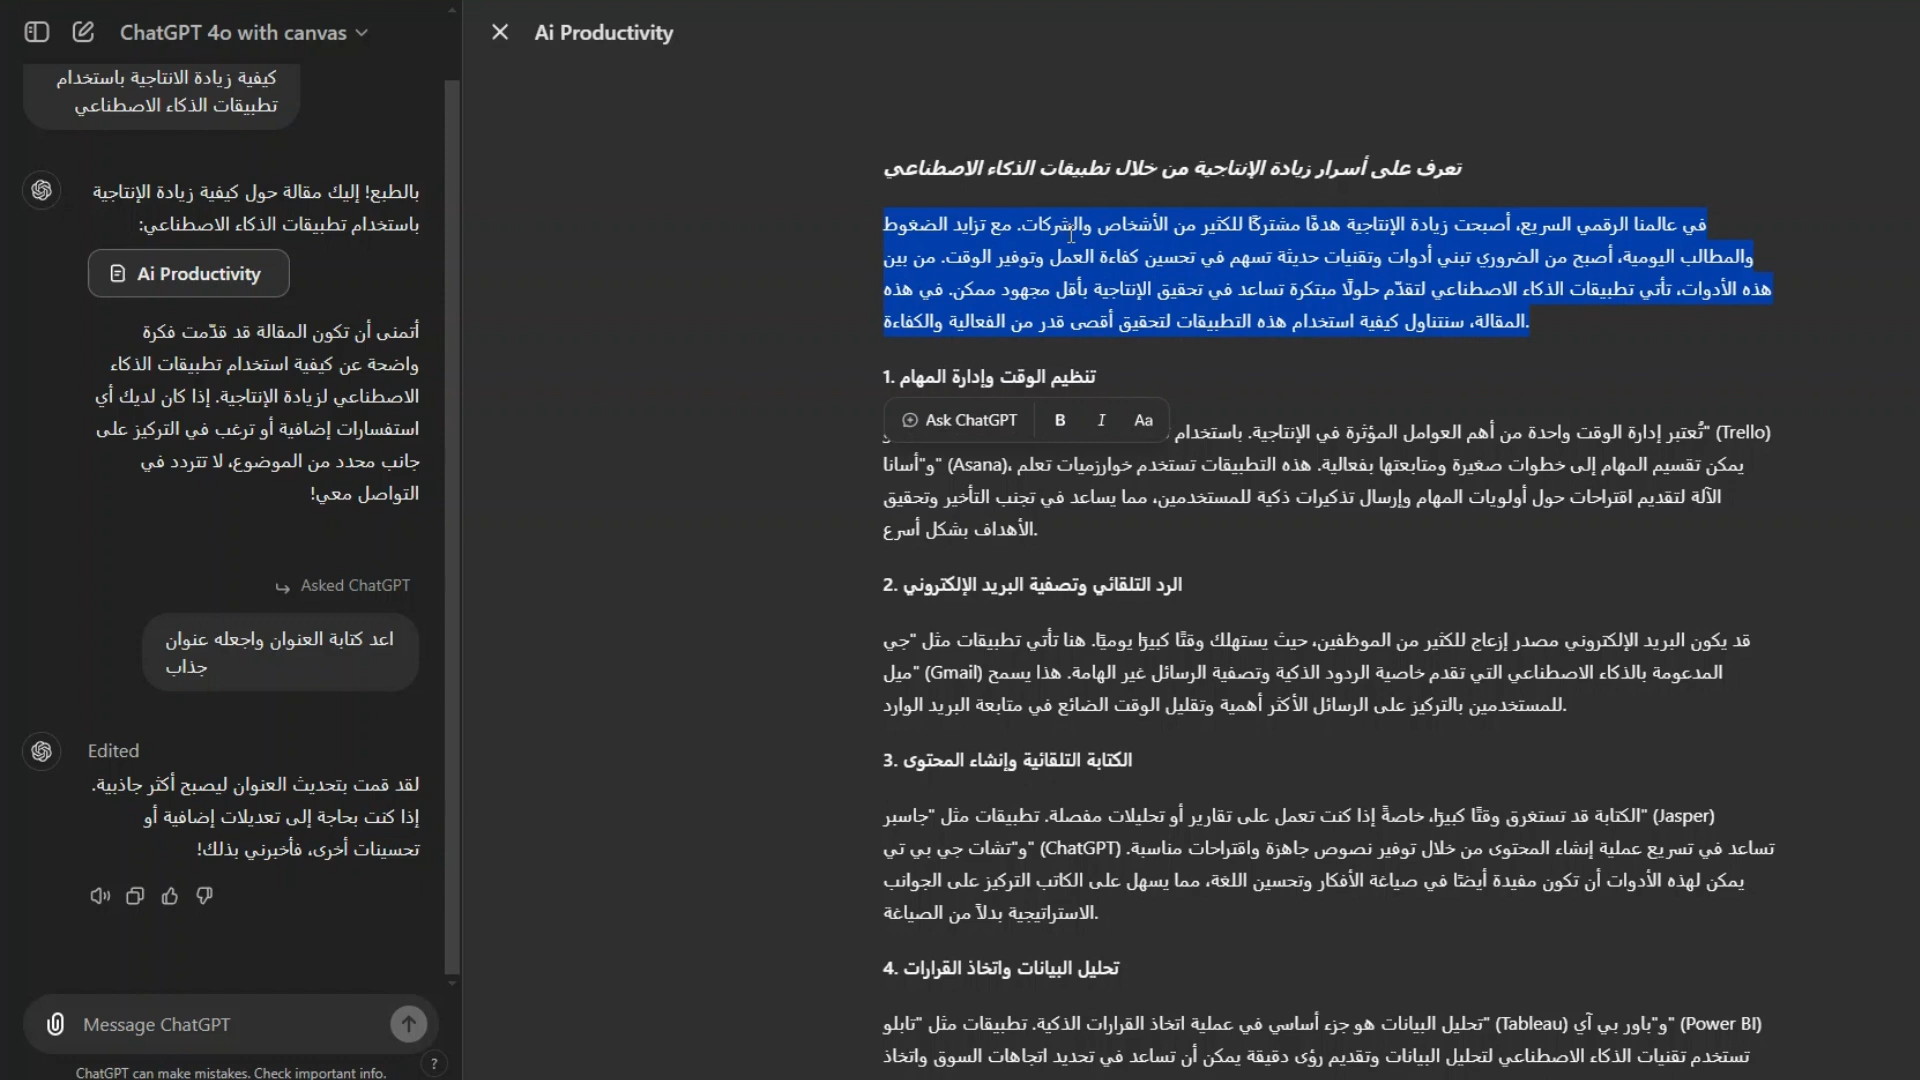 ChatGPT 4o with canvas
كيفية زيادة الانتاجية باستخدام
تطبيقات الذكاء الاصطناعي
بالطبع! إليك مقالة حول كيفية زيادة الإنتاجية
باستخدام تطبيقات الذكاء الاصطناعي:
Ai Productivity
أتمنى أن تكون المقالة قد قدّمت فكرة
واضحة عن كيفية استخدام تطبيقات الذكاء
الاصطناعي لزيادة الإنتاجية. إذا كان لديك أي
استفسارات إضافية أو ترغب في التركيز على
جانب محدد من الموضوع، لا تتردد في
التواصل معي!
Asked ChatGPT
اعد كتابة العنوان واجعله عنوان
جذاب
Edited
لقد قمت بتحديث العنوان ليصبح أكثر جاذبية.
إذا كنت بحاجة إلى تعديلات إضافية أو
تحسينات أخرى، فأخبرني بذلك!
Message ChatGPT
ChatGPT can make mistakes. Check important info.
?
Ai Productivity
تعرف على أسرار زيادة الإنتاجية من خلال تطبيقات الذكاء الاصطناعي
في عالمنا الرقمي السريع، أصبحت زيادة الإنتاجية هدفًا مشتركًا للكثير من الأشخاص والشركات. مع تزايد الضغوط
والمطالب اليومية، أصبح من الضروري تبني أدوات وتقنيات حديثة تسهم في تحسين كفاءة العمل وتوفير الوقت. من بين
هذه الأدوات، تأتي تطبيقات الذكاء الاصطناعي لتقدّم حلولًا مبتكرة تساعد في تحقيق الإنتاجية بأقل مجهود ممكن. في هذه
المقالة، سنتناول كيفية استخدام هذه التطبيقات لتحقيق أقصى قدر من الفعالية والكفاءة.
1. تنظيم الوقت وإدارة المهام
Ask ChatGPT B I Aa
تُعتبر إدارة الوقت واحدة من أهم العوامل المؤثرة في الإنتاجية. باستخدام" (Trello)
و"أسانا" (Asana)، يمكن تقسيم المهام إلى خطوات صغيرة ومتابعتها بفعالية. هذه التطبيقات تستخدم خوارزميات تعلم
الآلة لتقديم اقتراحات حول أولويات المهام وإرسال تذكيرات ذكية للمستخدمين، مما يساعد في تجنب التأخير وتحقيق
الأهداف بشكل أسرع.
2. الرد التلقائي وتصفية البريد الإلكتروني
قد يكون البريد الإلكتروني مصدر إزعاج للكثير من الموظفين، حيث يستهلك وقتًا كبيرًا يوميًا. هنا تأتي تطبيقات مثل "جي
ميل" (Gmail) المدعومة بالذكاء الاصطناعي التي تقدم خاصية الردود الذكية وتصفية الرسائل غير الهامة. هذا يسمح
للمستخدمين بالتركيز على الرسائل الأكثر أهمية وتقليل الوقت الضائع في متابعة البريد الوارد.
3. الكتابة التلقائية وإنشاء المحتوى
الكتابة قد تستغرق وقتًا كبيرًا، خاصةً إذا كنت تعمل على تقارير أو تحليلات مفصلة. تطبيقات مثل "جاسبر" (Jasper)
و"تشات جي بي تي" (ChatGPT) تساعد في تسريع عملية إنشاء المحتوى من خلال توفير نصوص جاهزة واقتراحات مناسبة.
يمكن لهذه الأدوات أن تكون مفيدة أيضًا في صياغة الأفكار وتحسين اللغة، مما يسهل على الكاتب التركيز على الجوانب
الاستراتيجية بدلاً من الصياغة.
4. تحليل البيانات واتخاذ القرارات
تحليل البيانات هو جزء أساسي في عملية اتخاذ القرارات الذكية. تطبيقات مثل "تابلو" (Tableau) و"باور بي آي" (Power BI)
تستخدم تقنيات الذكاء الاصطناعي لتحليل البيانات وتقديم رؤى دقيقة يمكن أن تساعد في تحديد اتجاهات السوق واتخاذ